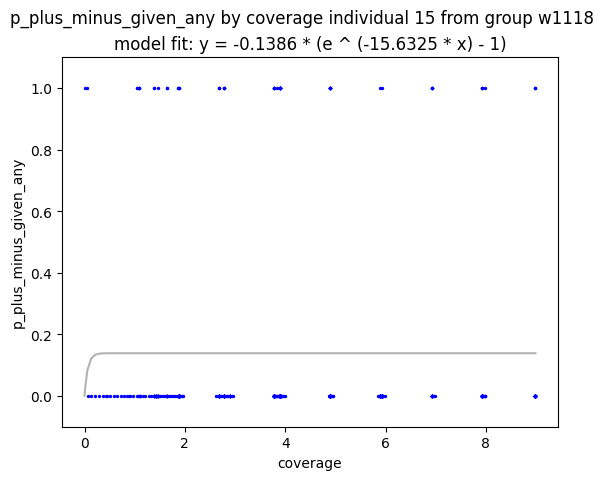 p_plus_minus_given_any by coverage individual 15 from group w1118
model fit: y = -0.1386 * (e ^ (-15.6325 * x) - 1)
1.0
0.8
0.6
0.4
0.2
0.0
p_plus_minus_given_any
0
2
4
6
8
coverage